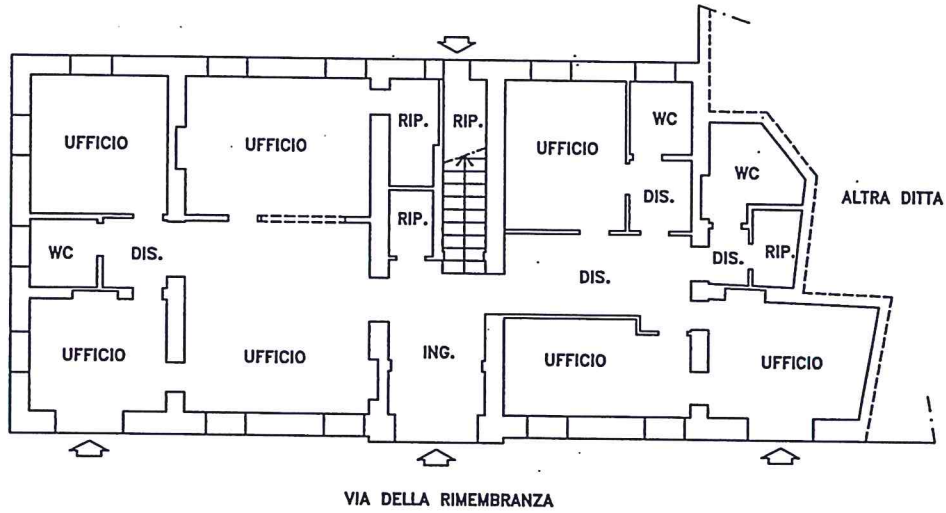 RIP.
RIP.
WC
UFFICIO
UFFICIO
UFFICIO
WC
DIS.
ALTRA DITTA
RIP.
WC
DIS.
DIS.
RIP.
DIS.
UFFICIO
UFFICIO
ING.
UFFICIO
UFFICIO
VIA DELLA RIMEMBRANZA